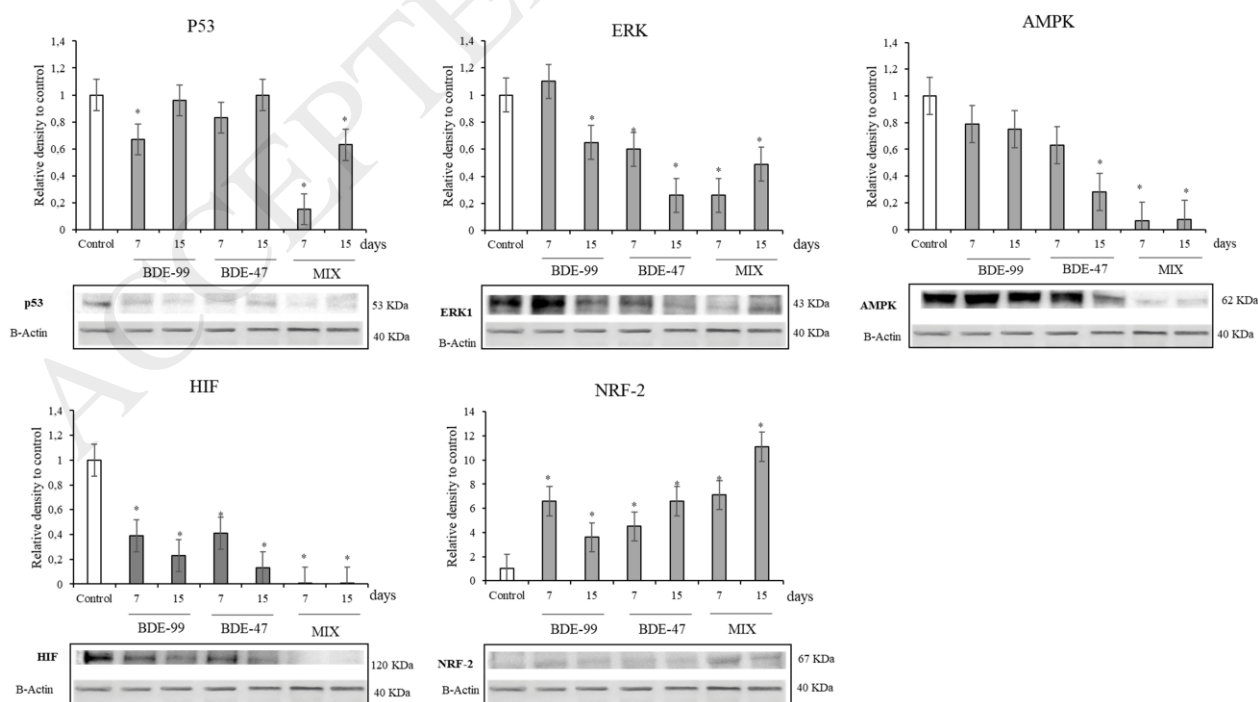 ACCEPTE
P53
Relative density to control
1,4
1,2
1
0,8
0,6
0,4
0,2
0
*
*
*
Control 7 15 7 15 7 15 days
BDE-99 BDE-47 MIX
p53 53 KDa
B-Actin 40 KDa
ERK
Relative density to control
1,4
1,2
1
0,8
0,6
0,4
0,2
0
*
*
*
*
*
Control 7 15 7 15 7 15 days
BDE-99 BDE-47 MIX
ERK1 43 KDa
B-Actin 40 KDa
AMPK
Relative density to control
1,4
1,2
1
0,8
0,6
0,4
0,2
0
*
*
*
Control 7 15 7 15 7 15 days
BDE-99 BDE-47 MIX
AMPK 62 KDa
B-Actin 40 KDa
HIF
Relative density to control
1,4
1,2
1
0,8
0,6
0,4
0,2
0
*
*
*
*
*
*
Control 7 15 7 15 7 15 days
BDE-99 BDE-47 MIX
HIF 120 KDa
B-Actin 40 KDa
NRF-2
Relative density to control
14
12
10
8
6
4
2
0
*
*
*
*
*
*
Control 7 15 7 15 7 15 days
BDE-99 BDE-47 MIX
NRF-2 67 KDa
B-Actin 40 KDa